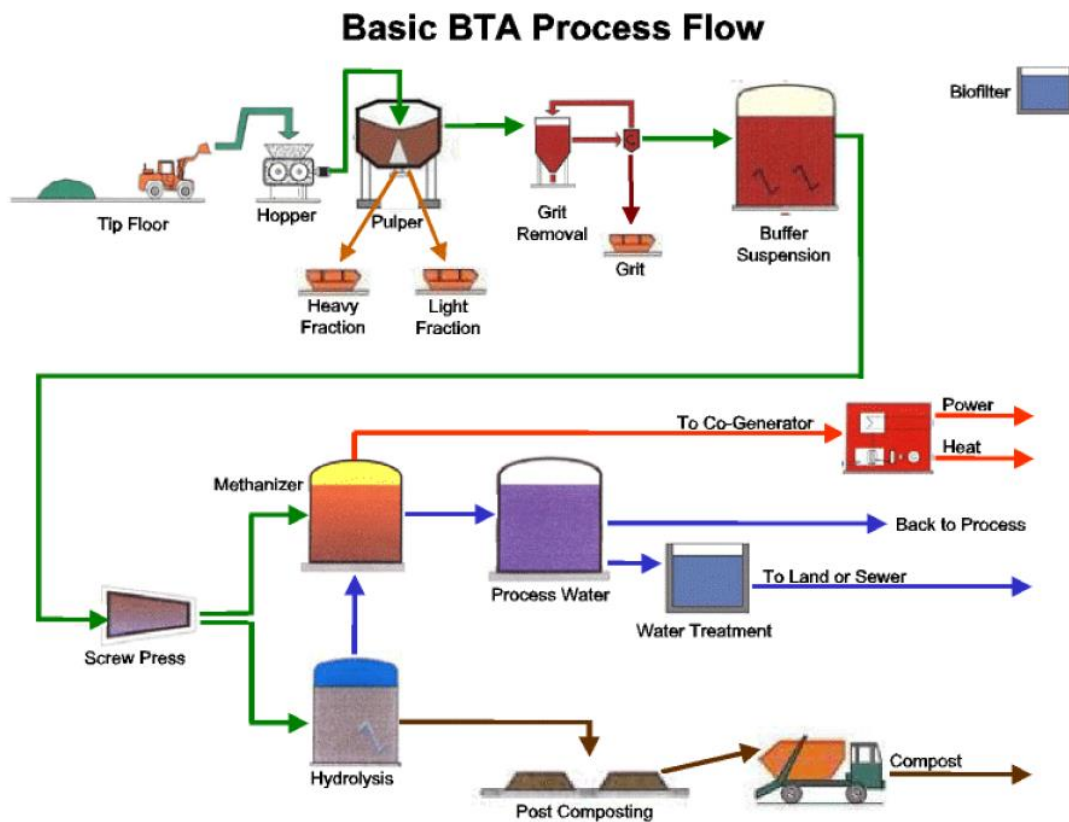 Basic BTA Process Flow
Biofilter
Tip Floor
Hopper
Pulper
Grit
Removal
Grit
Buffer
Suspension
Heavy
Fraction
Light
Fraction
To Co-Generator
Power
Heat
Methanizer
Back to Process
Process Water
To Land or Sewer
Water Treatment
Screw Press
Hydrolysis
Post Composting
Compost